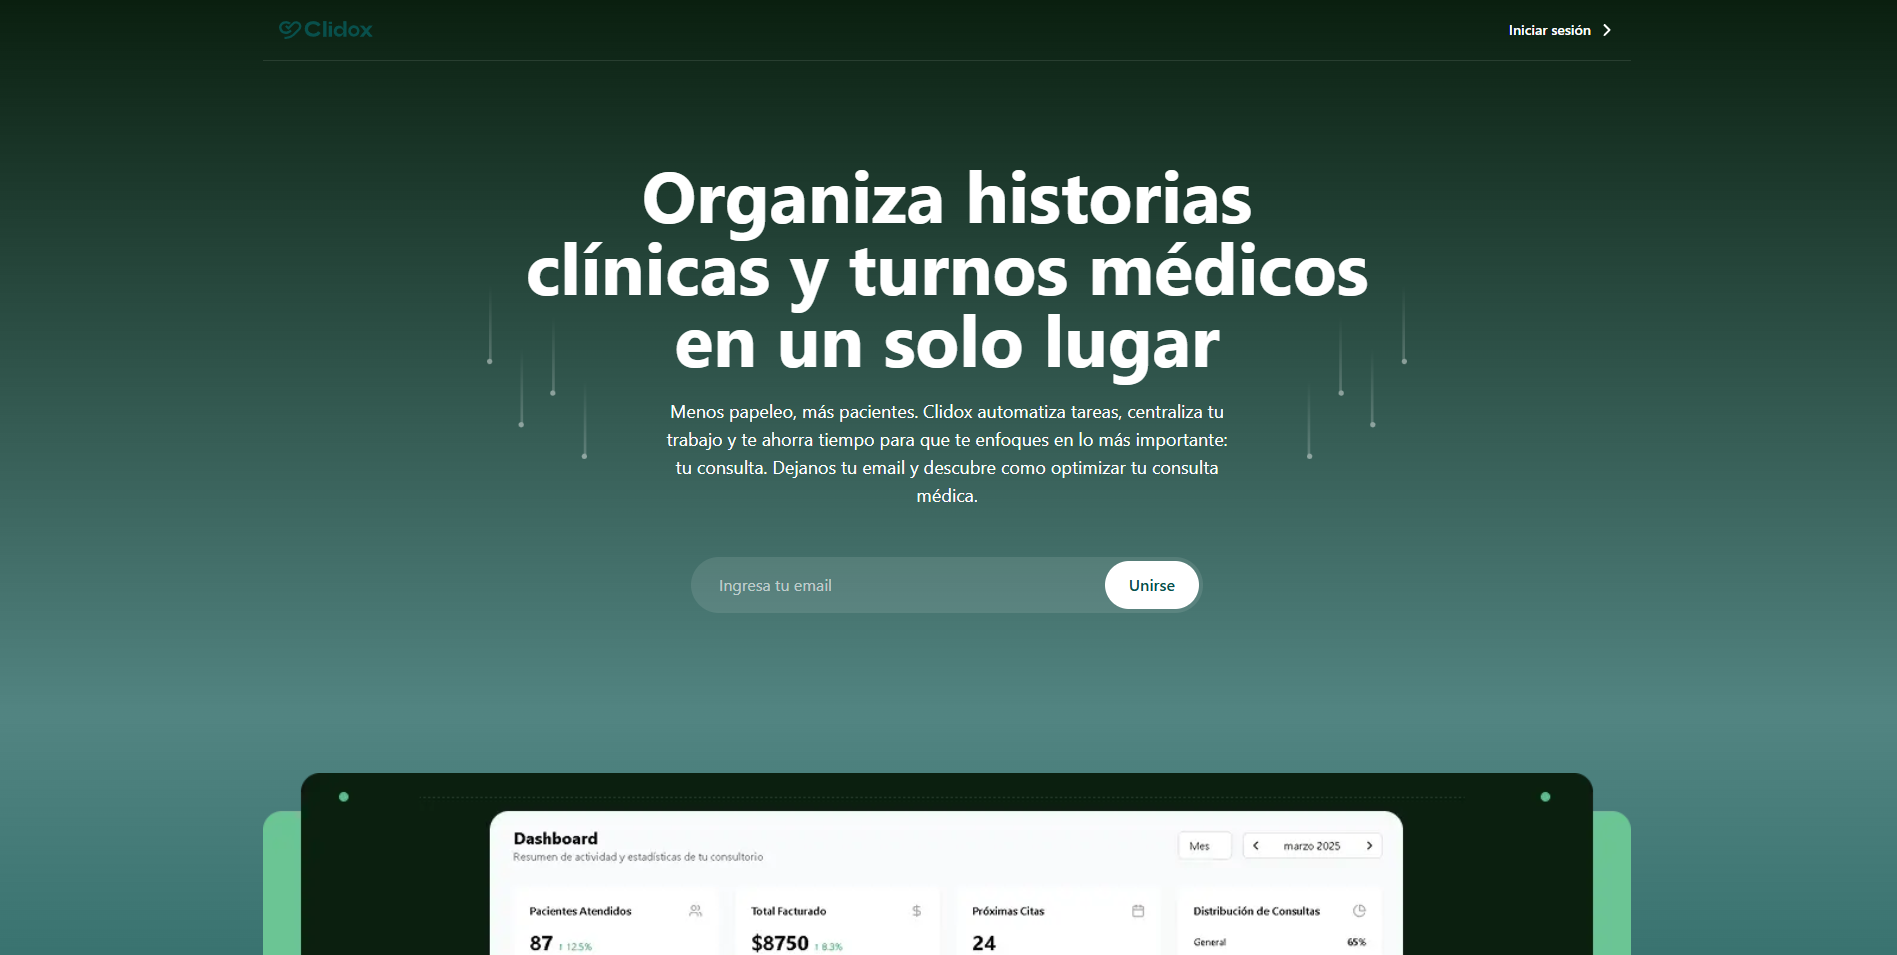 Clidox
Iniciar sesión
Organiza historias
clínicas y turnos médicos
en un solo lugar
Menos papeleo, más pacientes. Clidox automatiza tareas, centraliza tu
trabajo y te ahorra tiempo para que te enfoques en lo más importante:
tu consulta. Dejanos tu email y descubre como optimizar tu consulta
médica.
Ingresa tu email
Unirse
Dashboard
Resumen de actividad y estadísticas de tu consultorio
Mes
marzo 2025
Pacientes Atendidos
87 ↑ 12.5%
Total Facturado
$8750 ↑ 8.3%
Próximas Citas
24
Distribución de Consultas
General 65%